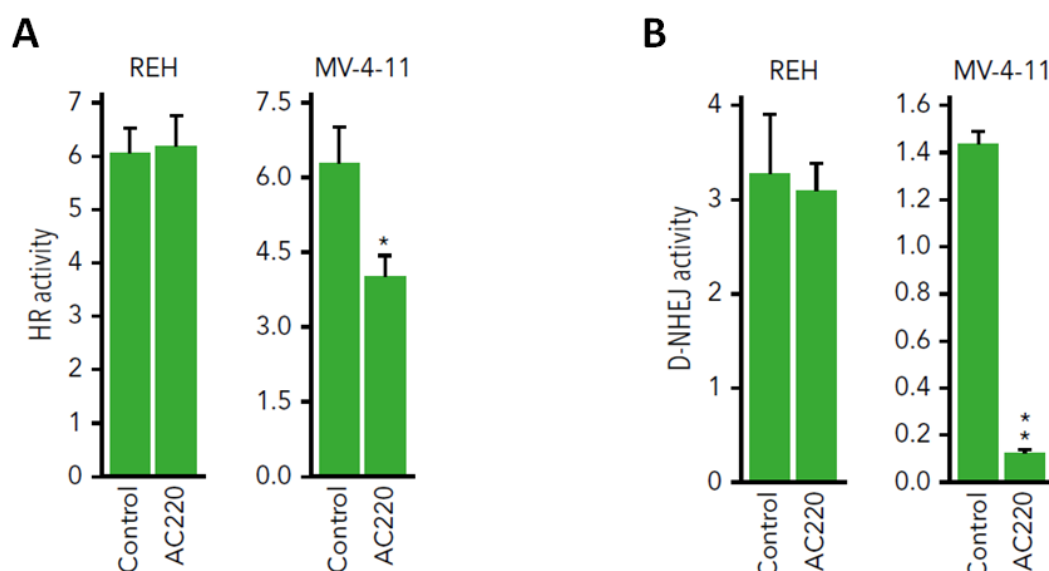 A
REH
MV-4-11
HR activity
7
6
5
4
3
2
1
0
7.5
6.0
4.5
3.0
1.5
0.0
*
Control
AC220
Control
AC220
B
REH
MV-4-11
D-NHEJ activity
4
3
3
1
0
1.6
1.4
1.2
1.0
0.8
0.6
0.4
0.2
0.0
*
*
Control
AC220
Control
AC220